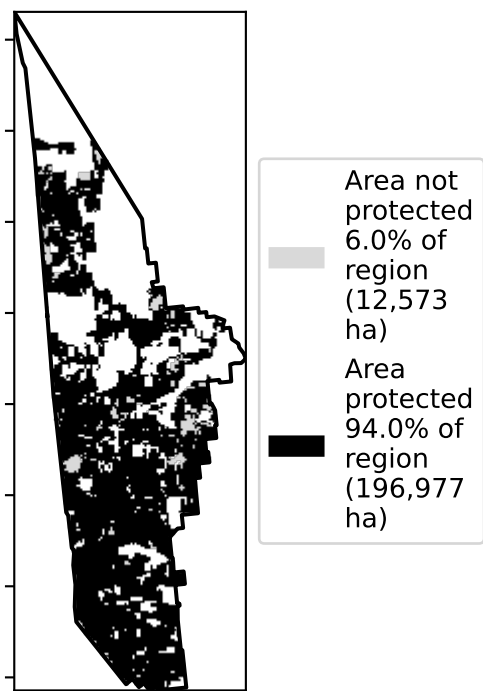 Area not
protected
6.0% of
region
(12,573
ha)
Area
protected
94.0% of
region
(196,977
ha)